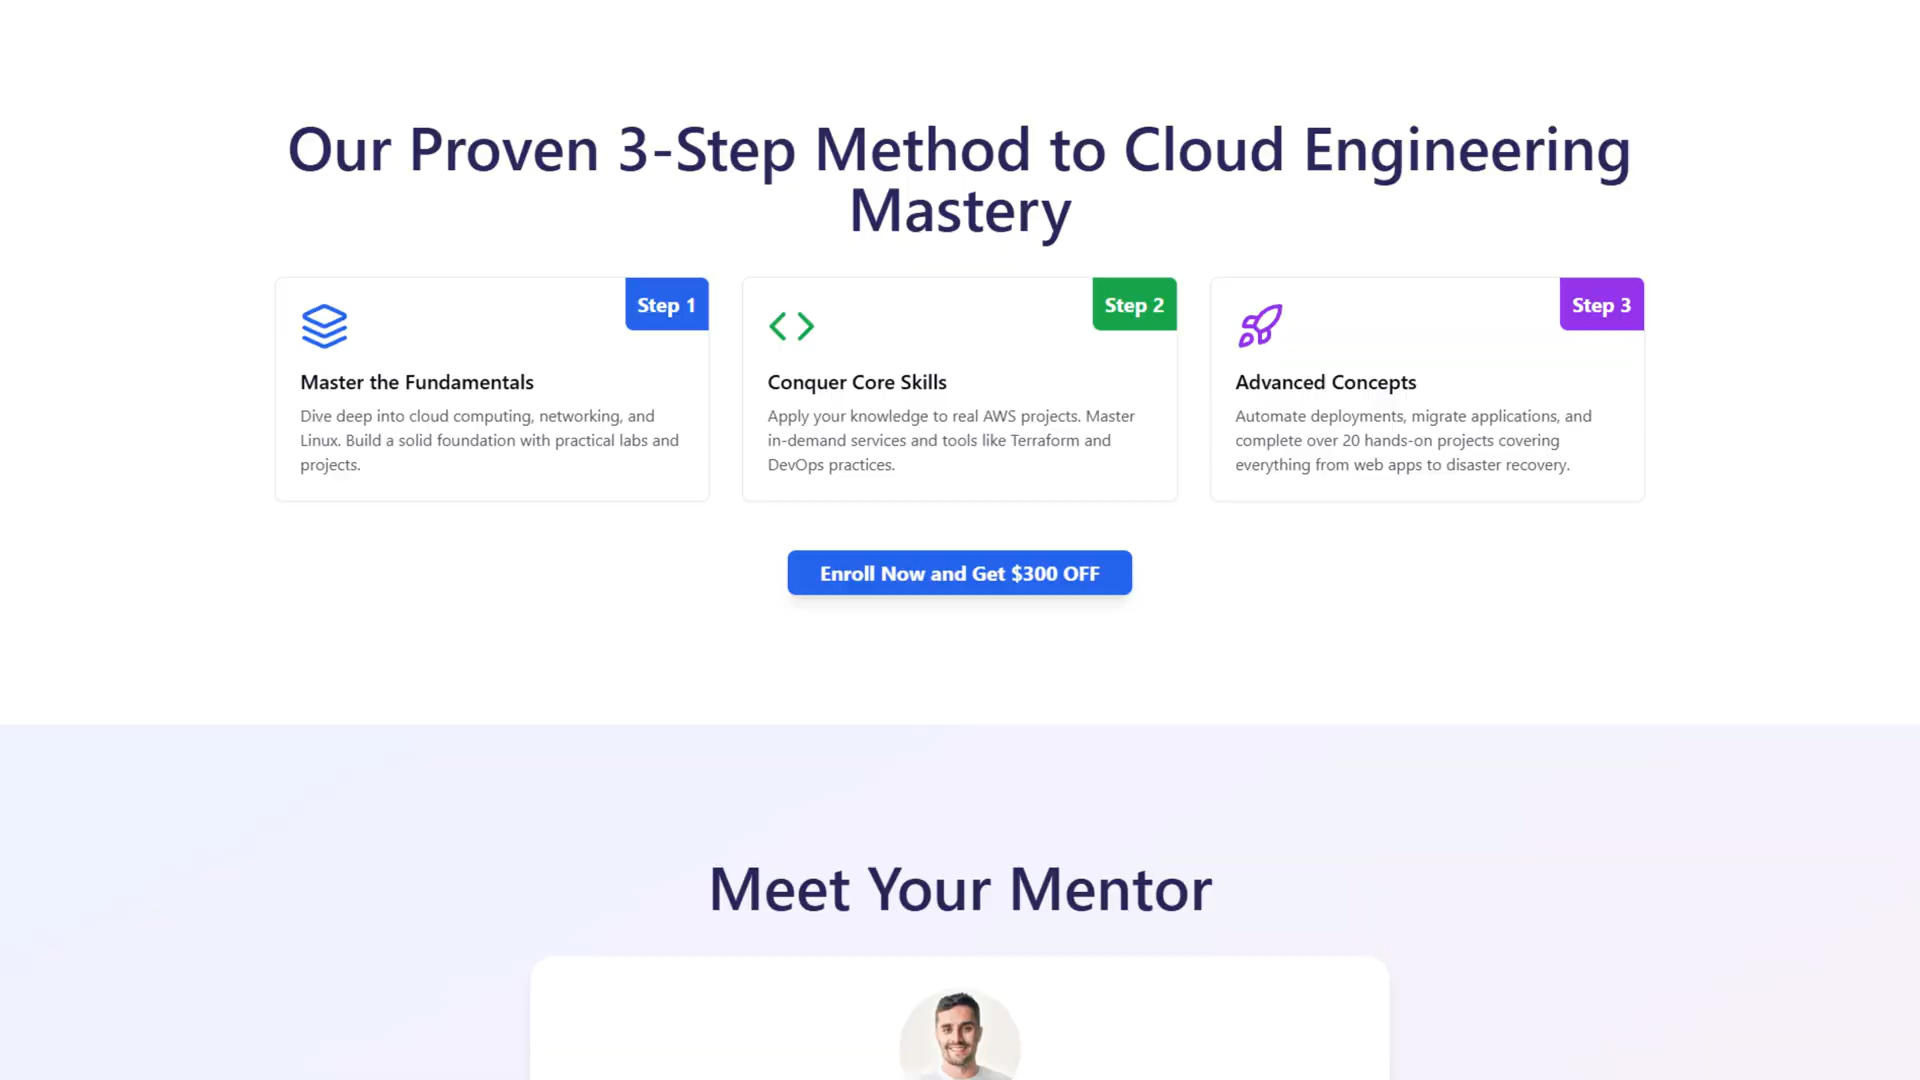 Our Proven 3-Step Method to Cloud Engineering
Mastery
Step 1
Master the Fundamentals
Dive deep into cloud computing, networking, and
Linux. Build a solid foundation with practical labs and
projects.
Step 2
Conquer Core Skills
Apply your knowledge to real AWS projects. Master
in-demand services and tools like Terraform and
DevOps practices.
Step 3
Advanced Concepts
Automate deployments, migrate applications, and
complete over 20 hands-on projects covering
everything from web apps to disaster recovery.
Enroll Now and Get $300 OFF
Meet Your Mentor